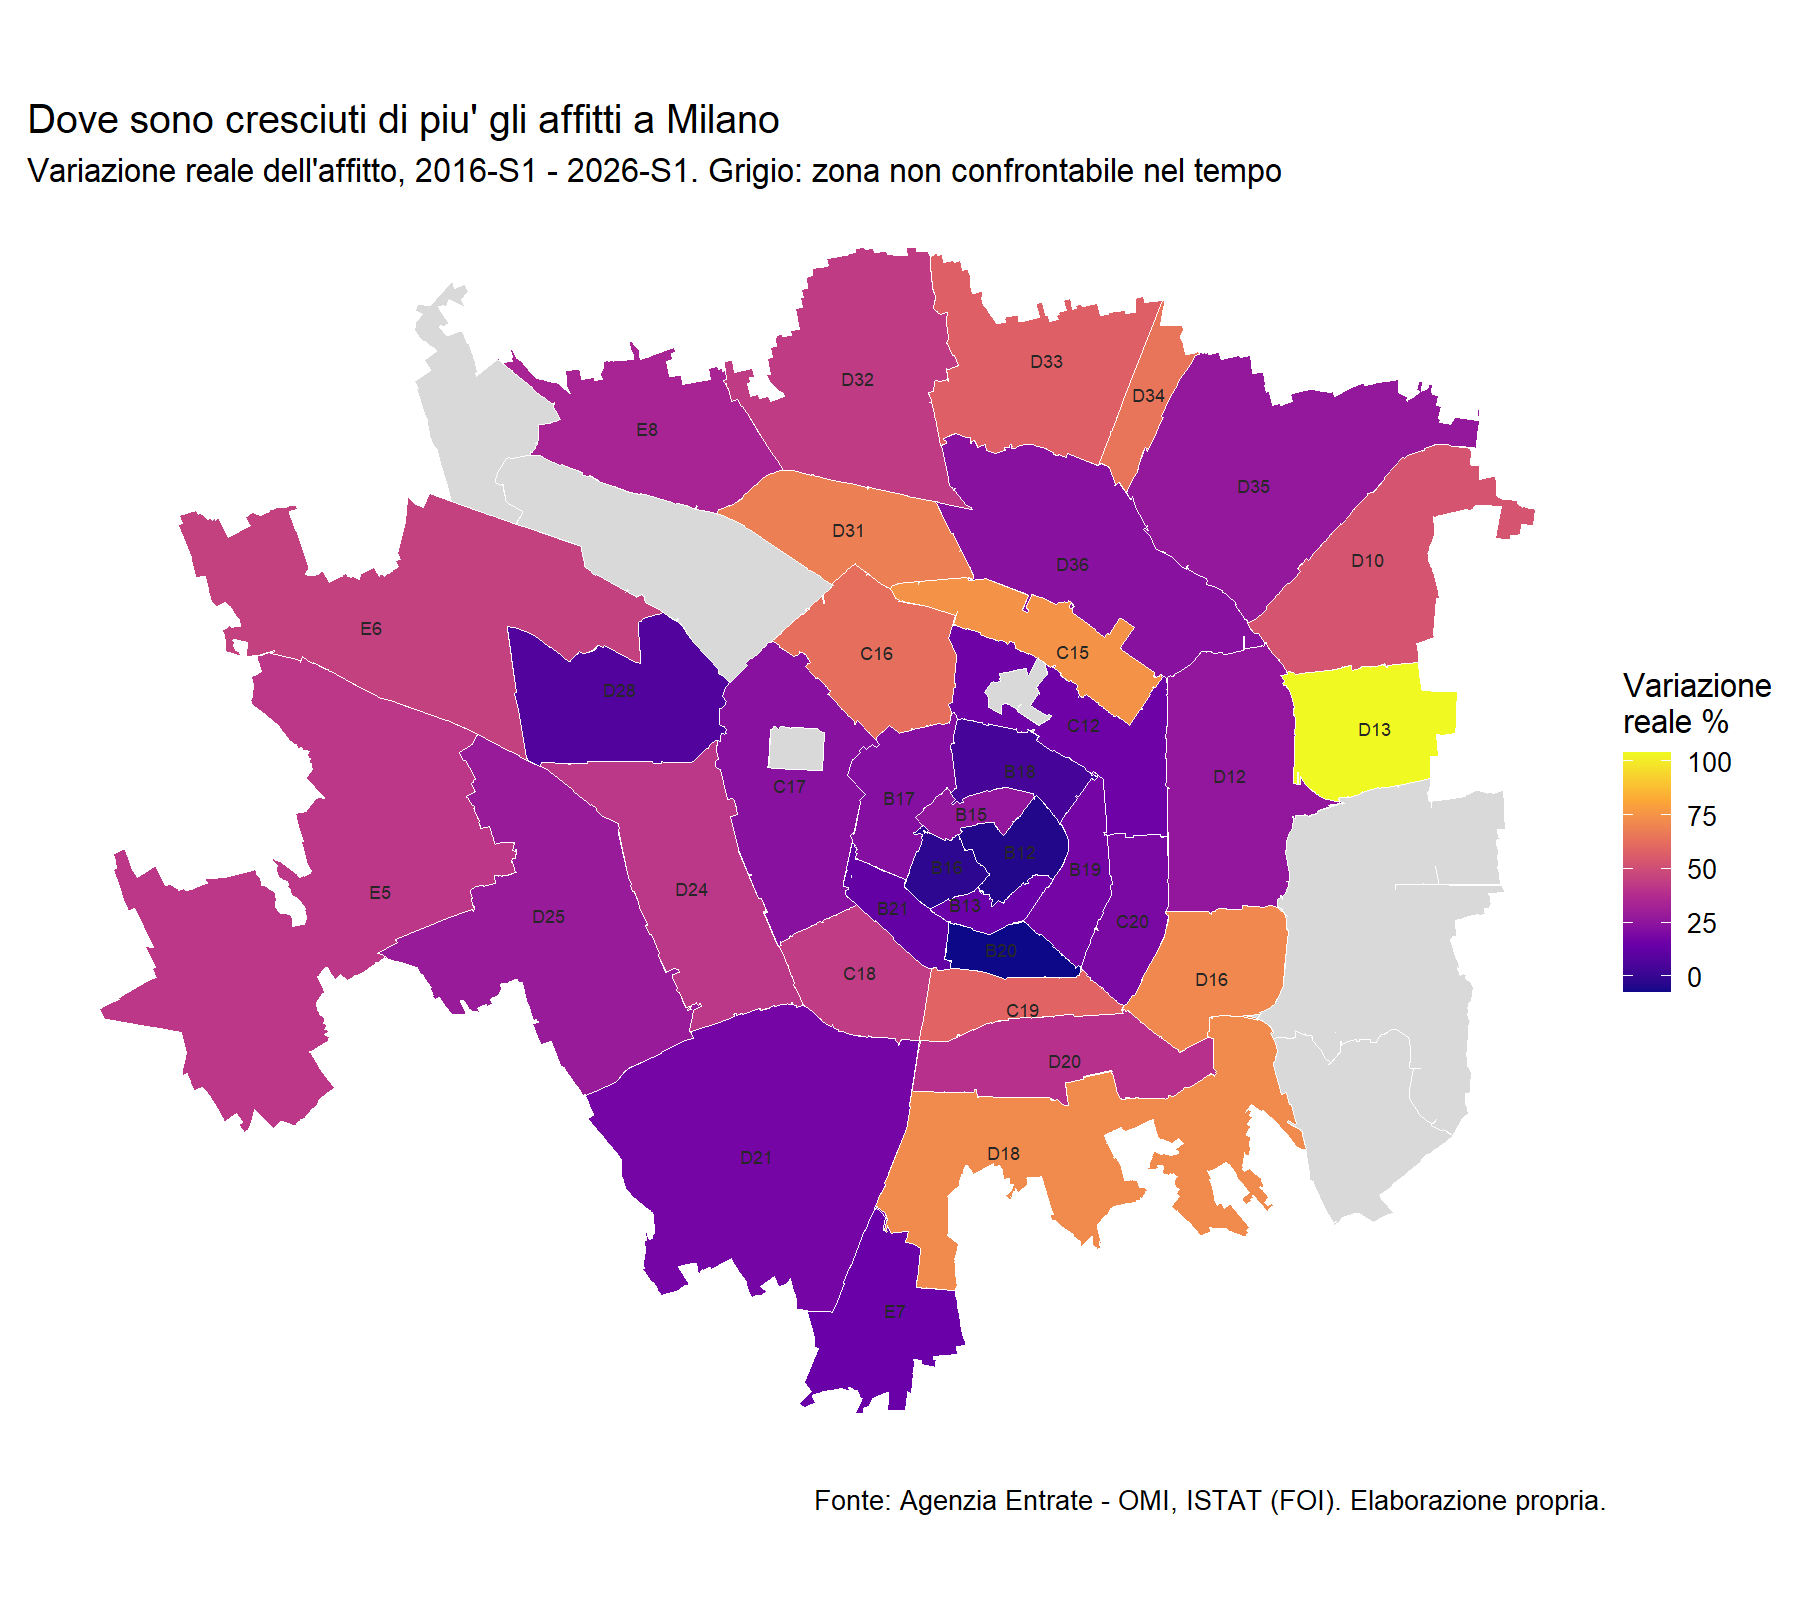 Dove sono cresciuti di piu' gli affitti a Milano
Variazione reale dell'affitto, 2016-S1 - 2026-S1. Grigio: zona non confrontabile nel tempo
D33
D32
D34
E8
D35
D31
D10
D36
E6
C16
C15
D28
C12
D13
B18
D12
C17
B17
B15
B12
B16
B19
D24
E5
B21
B13
D25
C20
B20
C18
D16
C19
D20
D18
D21
E7
Variazione
reale %
100
75
50
25
0
Fonte: Agenzia Entrate - OMI, ISTAT (FOI). Elaborazione propria.